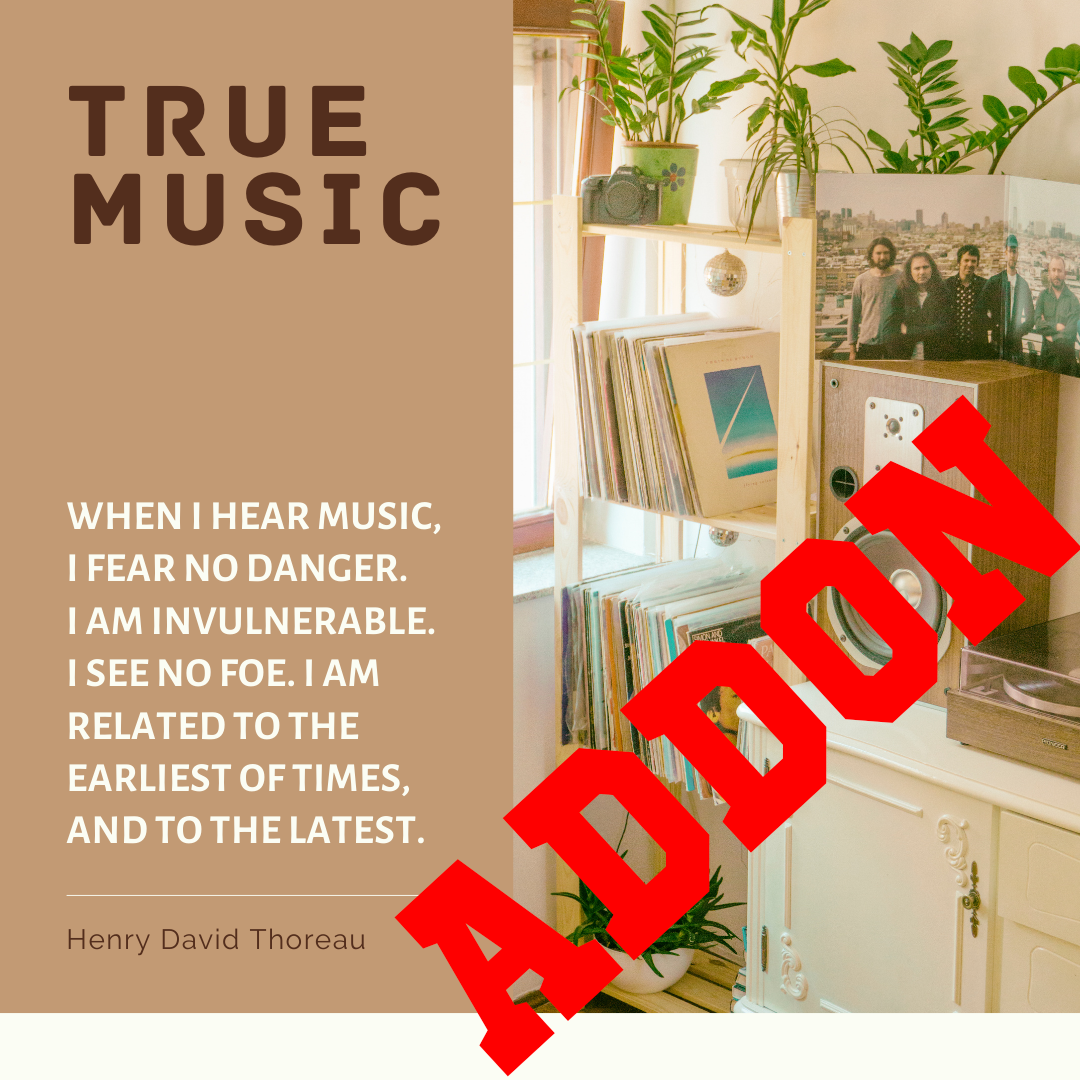 TRUE
MUSIC
WHEN I HEAR MUSIC,
I FEAR NO DANGER.
I AM INVULNERABLE.
I SEE NO FOE. I AM
RELATED TO THE
EARLIEST OF TIMES,
AND TO THE LATEST.
Henry David Thoreau
Canon
ADDON